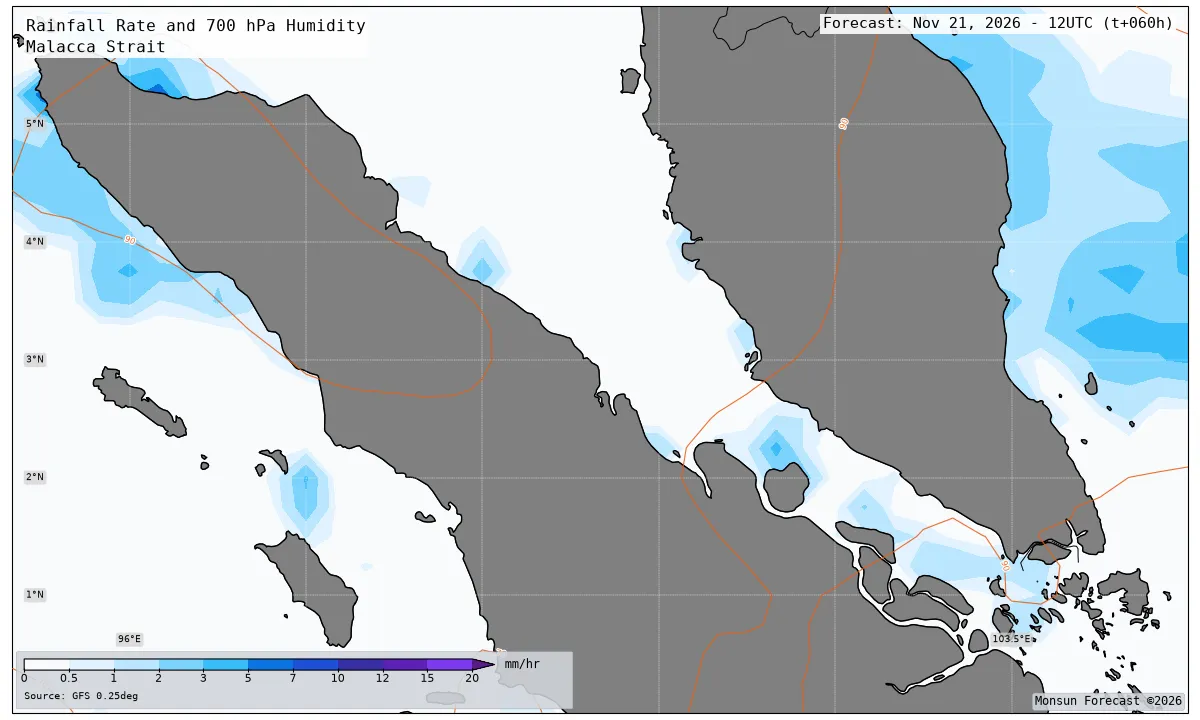 Rainfall Rate and 700 hPa Humidity
Malacca Strait
Forecast: Nov 21, 2026 - 12UTC (t+060h)
90
5°N
4°N
90
3°N
2°N
90
1°N
96°E
103.5°E
0 0.5 1 2 3 5 7 10 12 15 20 mm/hr
Source: GFS 0.25deg
Monsun Forecast ©2026